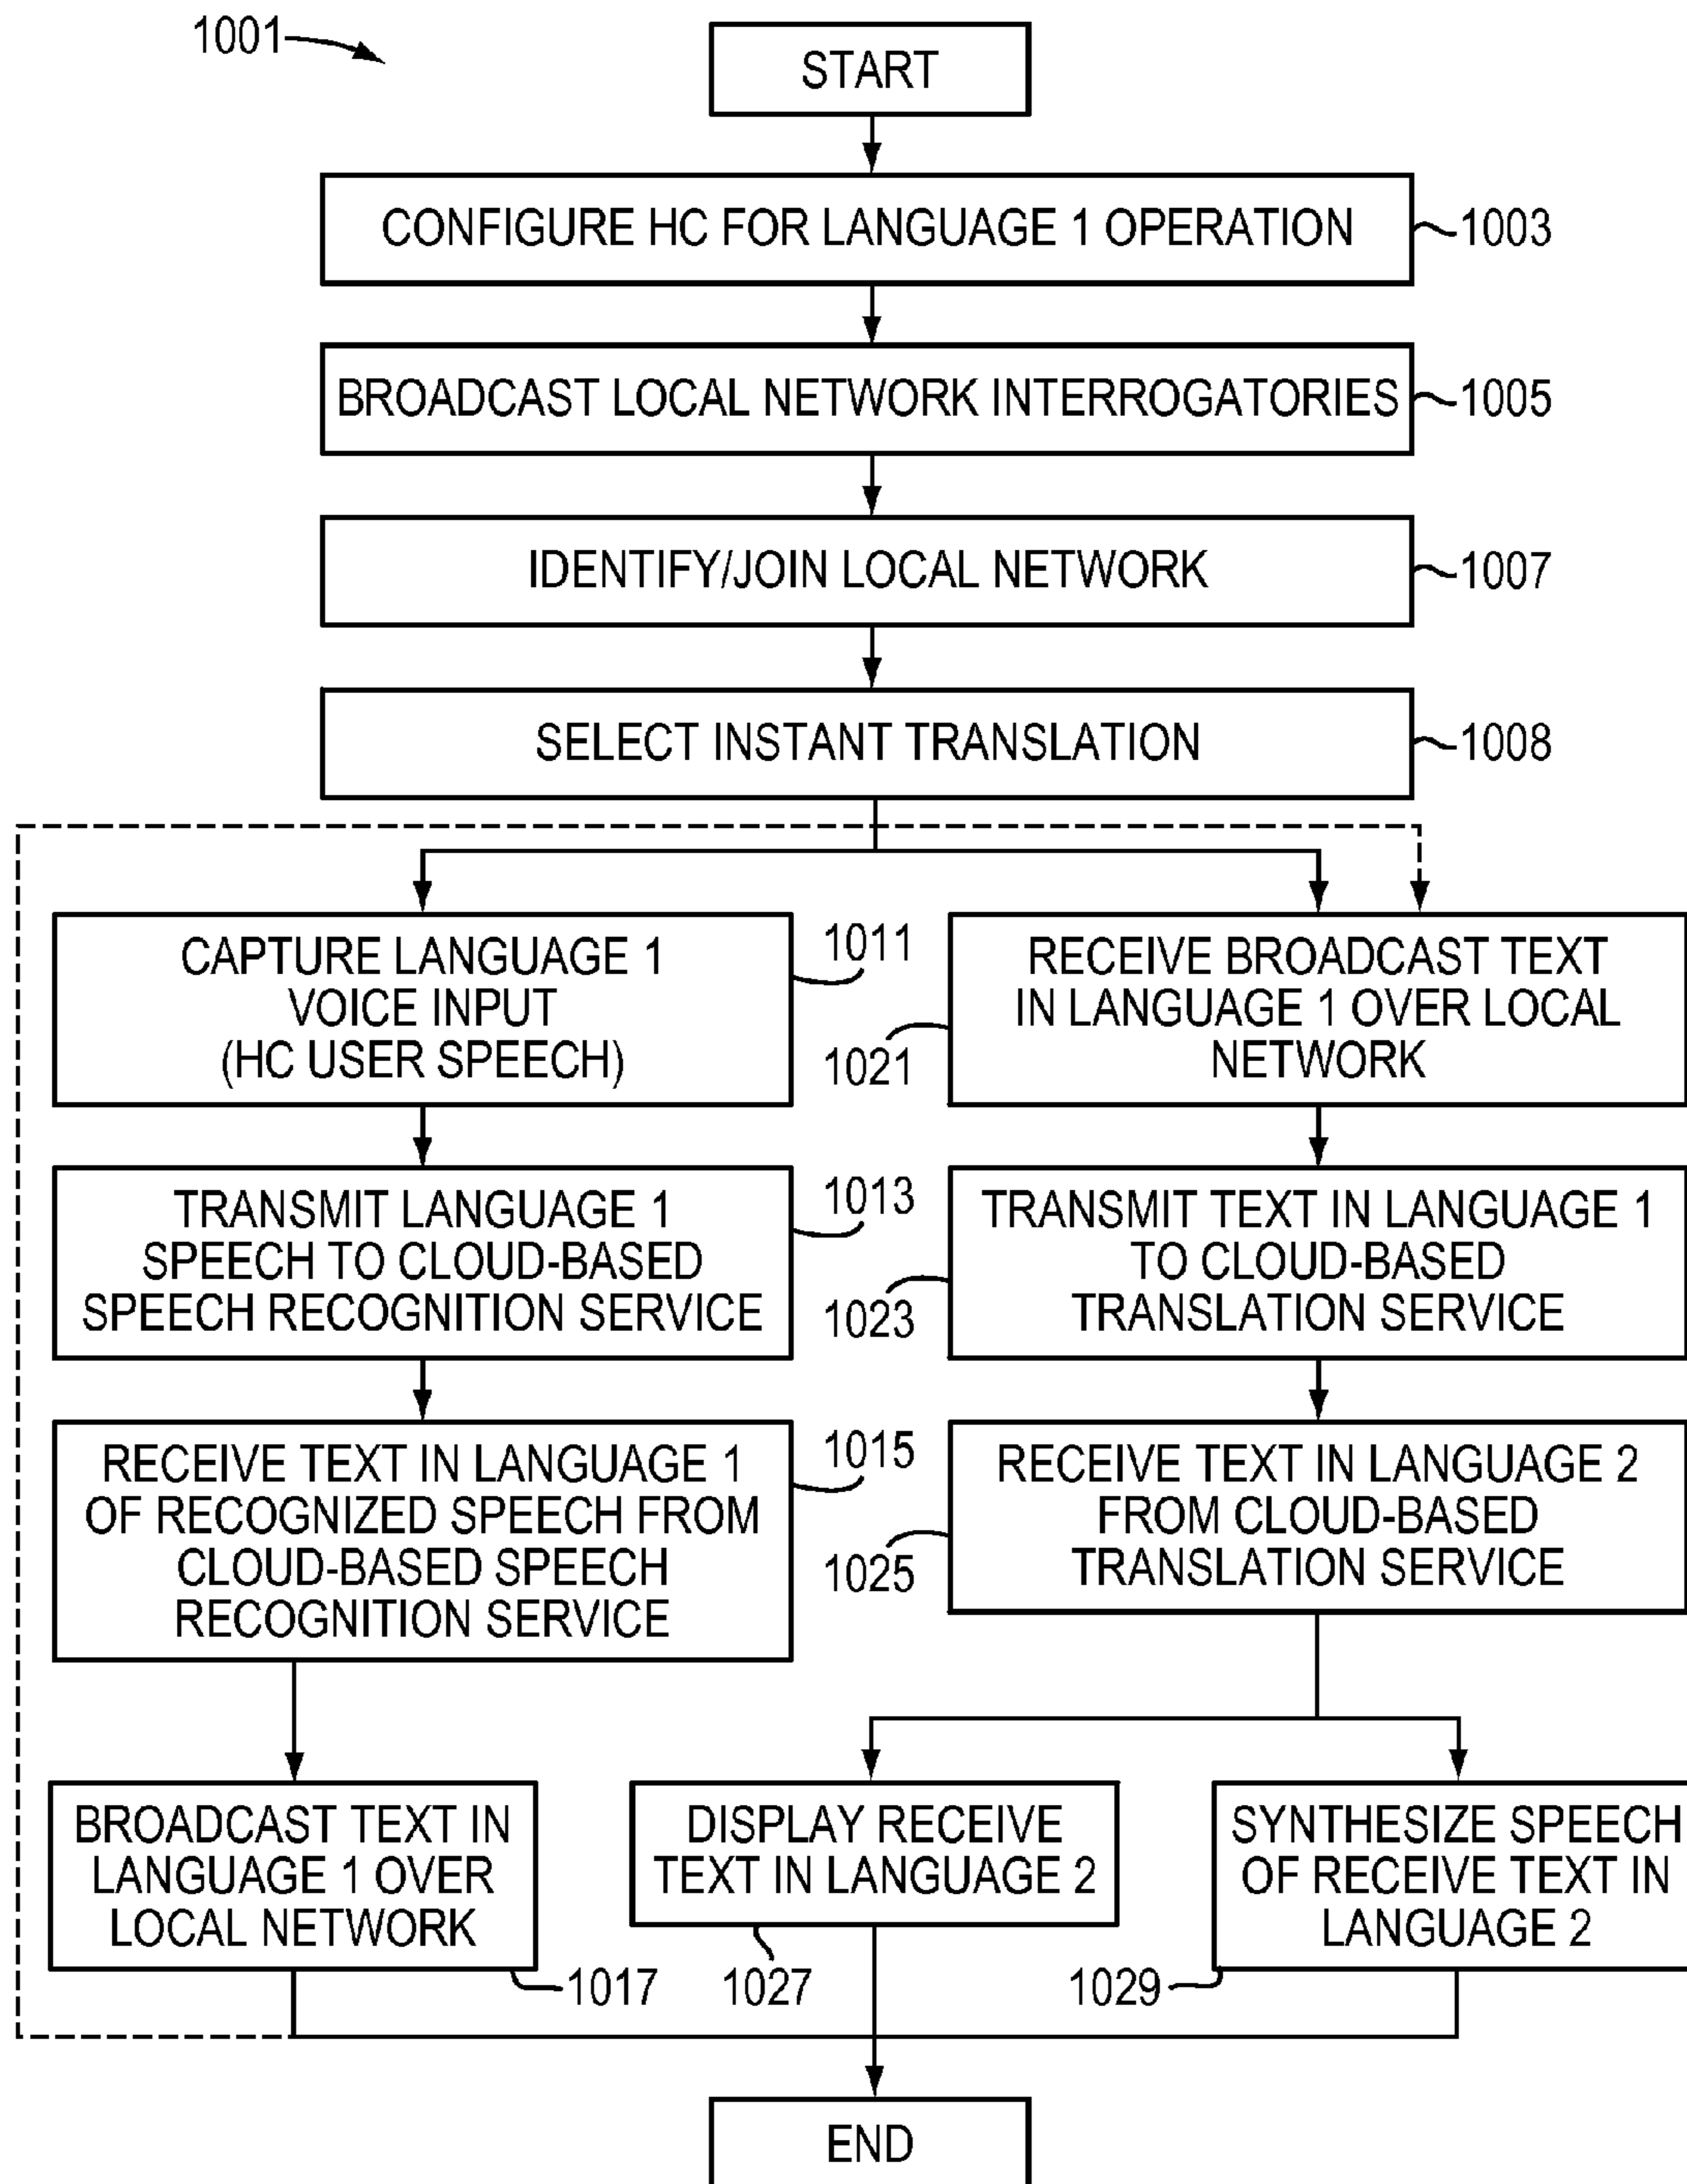 1001
START
CONFIGURE HC FOR LANGUAGE 1 OPERATION
1003
BROADCAST LOCAL NETWORK INTERROGATORIES
1005
IDENTIFY/JOIN LOCAL NETWORK
1007
SELECT INSTANT TRANSLATION
1008
CAPTURE LANGUAGE 1
VOICE INPUT
(HC USER SPEECH)
1011
RECEIVE BROADCAST TEXT
IN LANGUAGE 1 OVER LOCAL
NETWORK
1021
TRANSMIT LANGUAGE 1
SPEECH TO CLOUD-BASED
SPEECH RECOGNITION SERVICE
1013
TRANSMIT TEXT IN LANGUAGE 1
TO CLOUD-BASED
TRANSLATION SERVICE
1023
RECEIVE TEXT IN LANGUAGE 1
OF RECOGNIZED SPEECH FROM
CLOUD-BASED SPEECH
RECOGNITION SERVICE
1015
RECEIVE TEXT IN LANGUAGE 2
FROM CLOUD-BASED
TRANSLATION SERVICE
1025
BROADCAST TEXT IN
LANGUAGE 1 OVER
LOCAL NETWORK
1017
DISPLAY RECEIVE
TEXT IN LANGUAGE 2
1027
SYNTHESIZE SPEECH
OF RECEIVE TEXT IN
LANGUAGE 2
1029
END